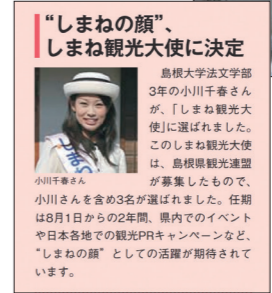 “しまねの顔”、
しまね観光大使に決定
島根大学法文学部
3年の小川千春さん
が、「しまね観光大
使」に選ばれました。
このしまね観光大使
は、島根県観光連盟
が募集したもので、
小川さんを含め3名が選ばれました。任期
は8月1日からの2年間、県内でのイベント
や日本各地での観光PRキャンペーンなど、
“しまねの顔” としての活躍が期待されて
います。
小川千春さん